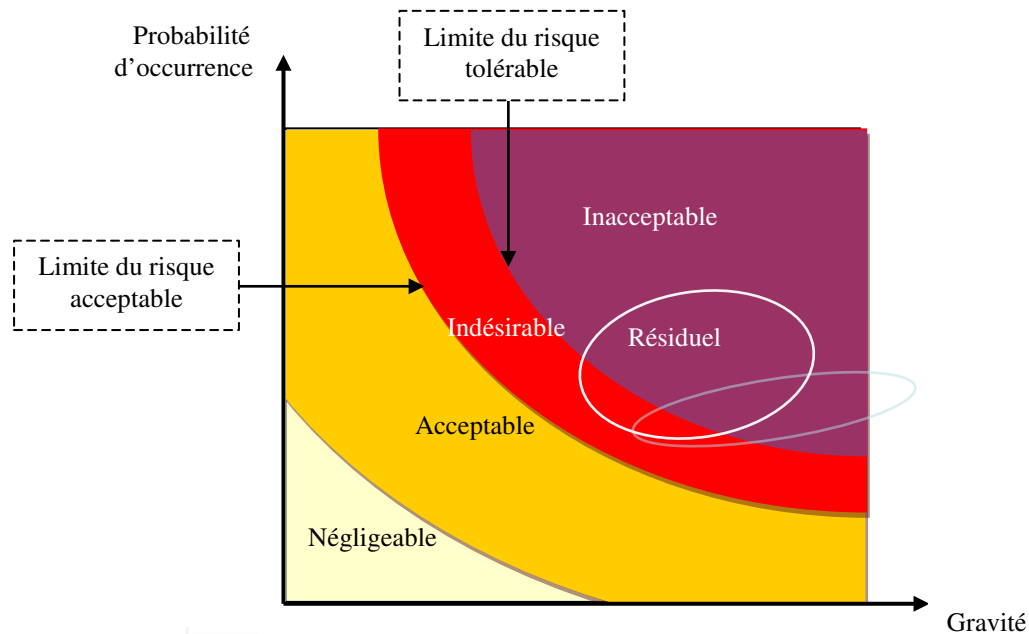 Probabilité
d’occurrence
Limite du risque
tolérable
Inacceptable
Limite du risque
acceptable
Indésirable
Résiduel
Acceptable
Négligeable
Gravité